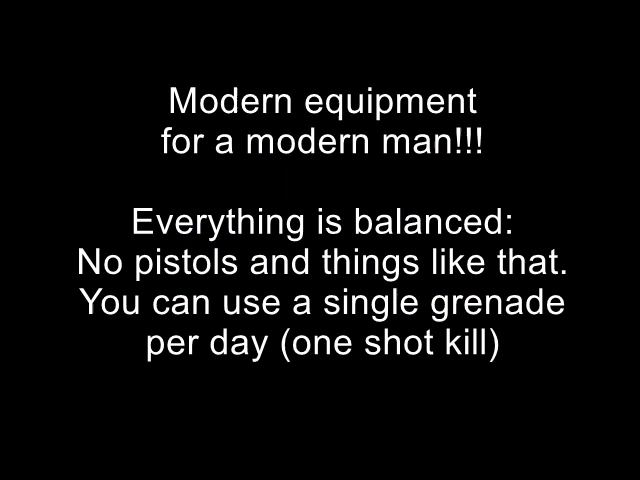 Modern equipment
for a modern man!!!
Everything is balanced:
No pistols and things like that.
You can use a single grenade
per day (one shot kill)